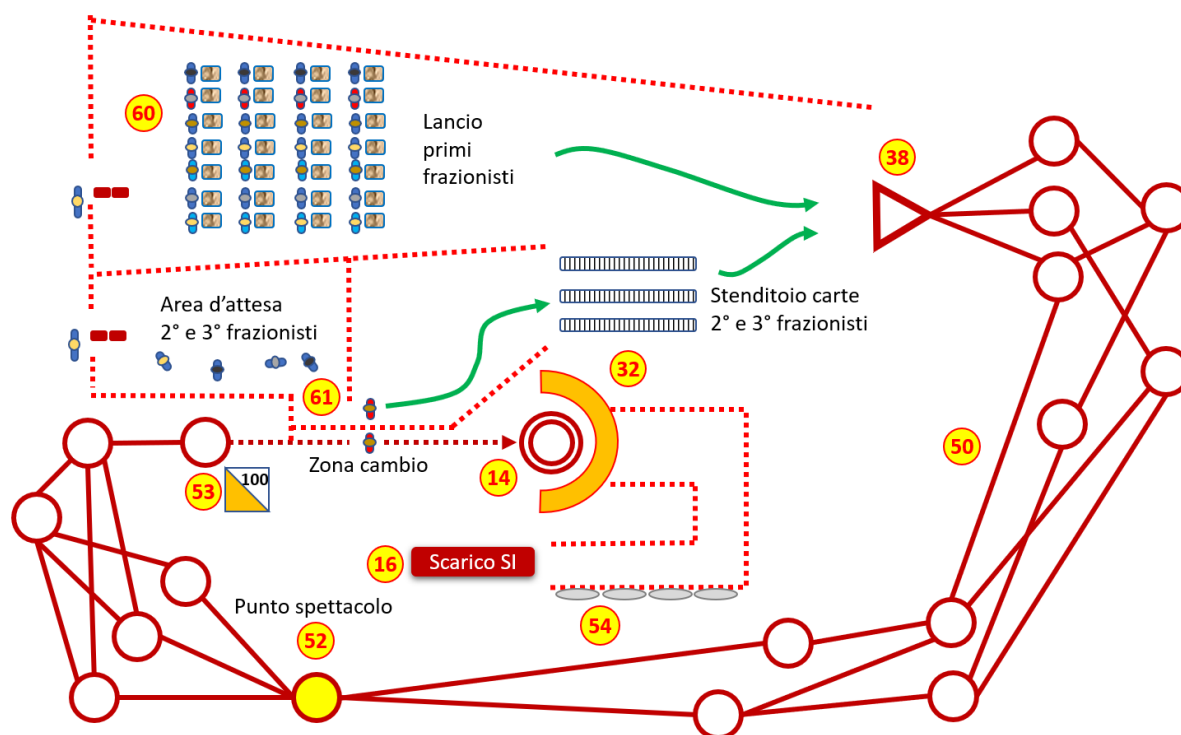 60
Lancio
primi
frazionisti
38
Area d'attesa
2° e 3° frazionisti
Stenditoio carte
2° e 3° frazionisti
61
32
Zona cambio
14
50
53
100
16
Scarico SI
Punto spettacolo
52
54